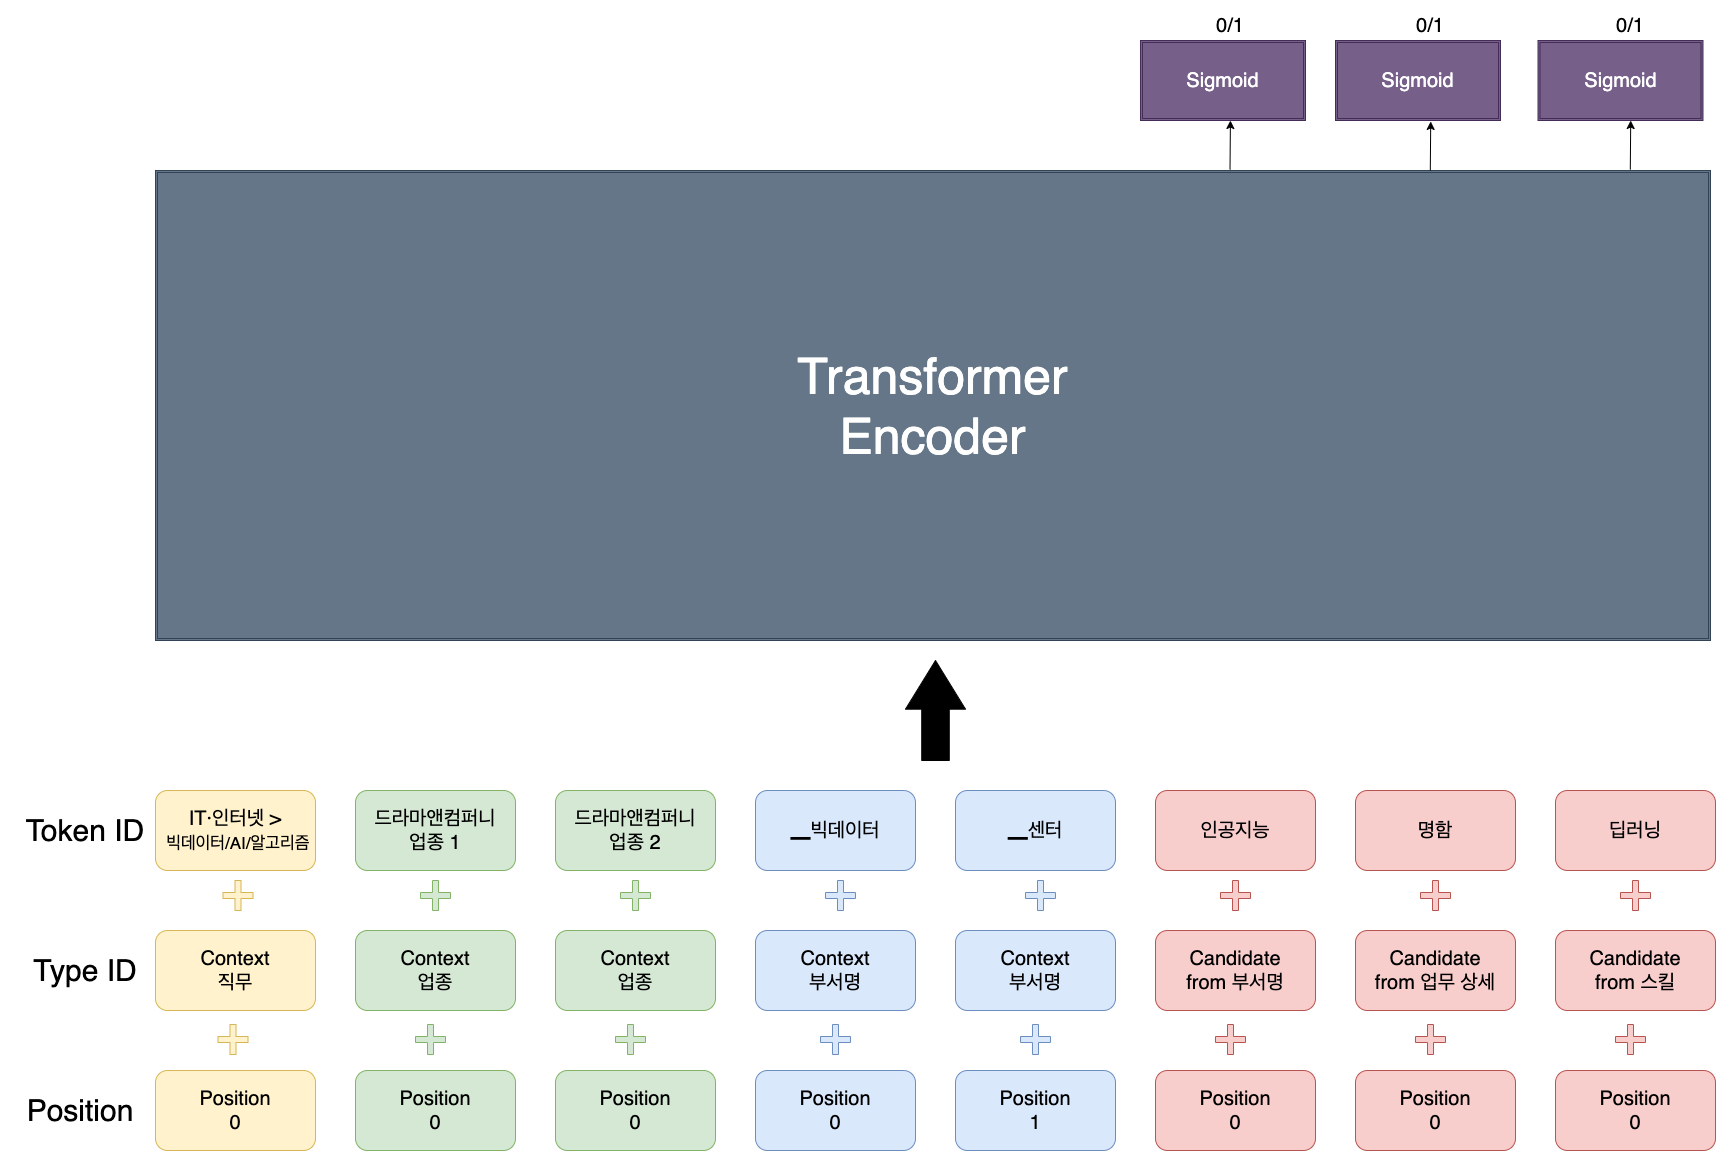 0/1
0/1
0/1
Sigmoid
Sigmoid
Sigmoid
Transformer
Encoder
Token ID
IT·인터넷 >
빅데이터/AI/알고리즘
드라마앤컴퍼니
업종 1
드라마앤컴퍼니
업종 2
__빅데이터
__센터
인공지능
명함
딥러닝
Type ID
Context
직무
Context
업종
Context
업종
Context
부서명
Context
부서명
Candidate
from 부서명
Candidate
from 업무 상세
Candidate
from 스킬
Position
Position
0
Position
0
Position
0
Position
0
Position
1
Position
0
Position
0
Position
0